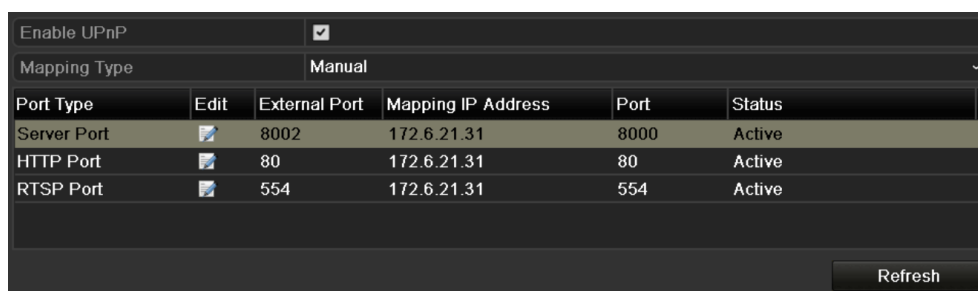 Enable UPnP
Mapping Type Manual
Port Type Edit External Port Mapping IP Address Port Status
Server Port 8002 172.6.21.31 8000 Active
HTTP Port 80 172.6.21.31 80 Active
RTSP Port 554 172.6.21.31 554 Active
Refresh